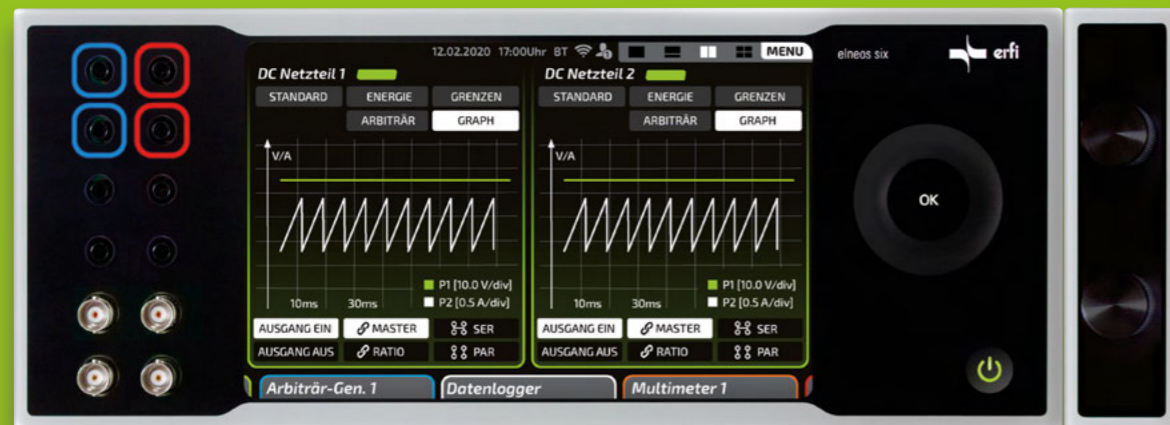 12.02.2020 17:00Uhr BT MENU
elneos six
erfi
DC Netzteil 1
STANDARD ENERGIE GRENZEN
ARBITRÄR GRAPH
V/A
P1 [10.0 V/div]
10ms 30ms P2 [0.5 A/div]
AUSGANG EIN MASTER SER
AUSGANG AUS RATIO PAR
DC Netzteil 2
STANDARD ENERGIE GRENZEN
ARBITRÄR GRAPH
V/A
P1 [10.0 V/div]
10ms 30ms P2 [0.5 A/div]
AUSGANG EIN MASTER SER
AUSGANG AUS RATIO PAR
Arbiträr-Gen. 1 Datenlogger Multimeter 1
OK